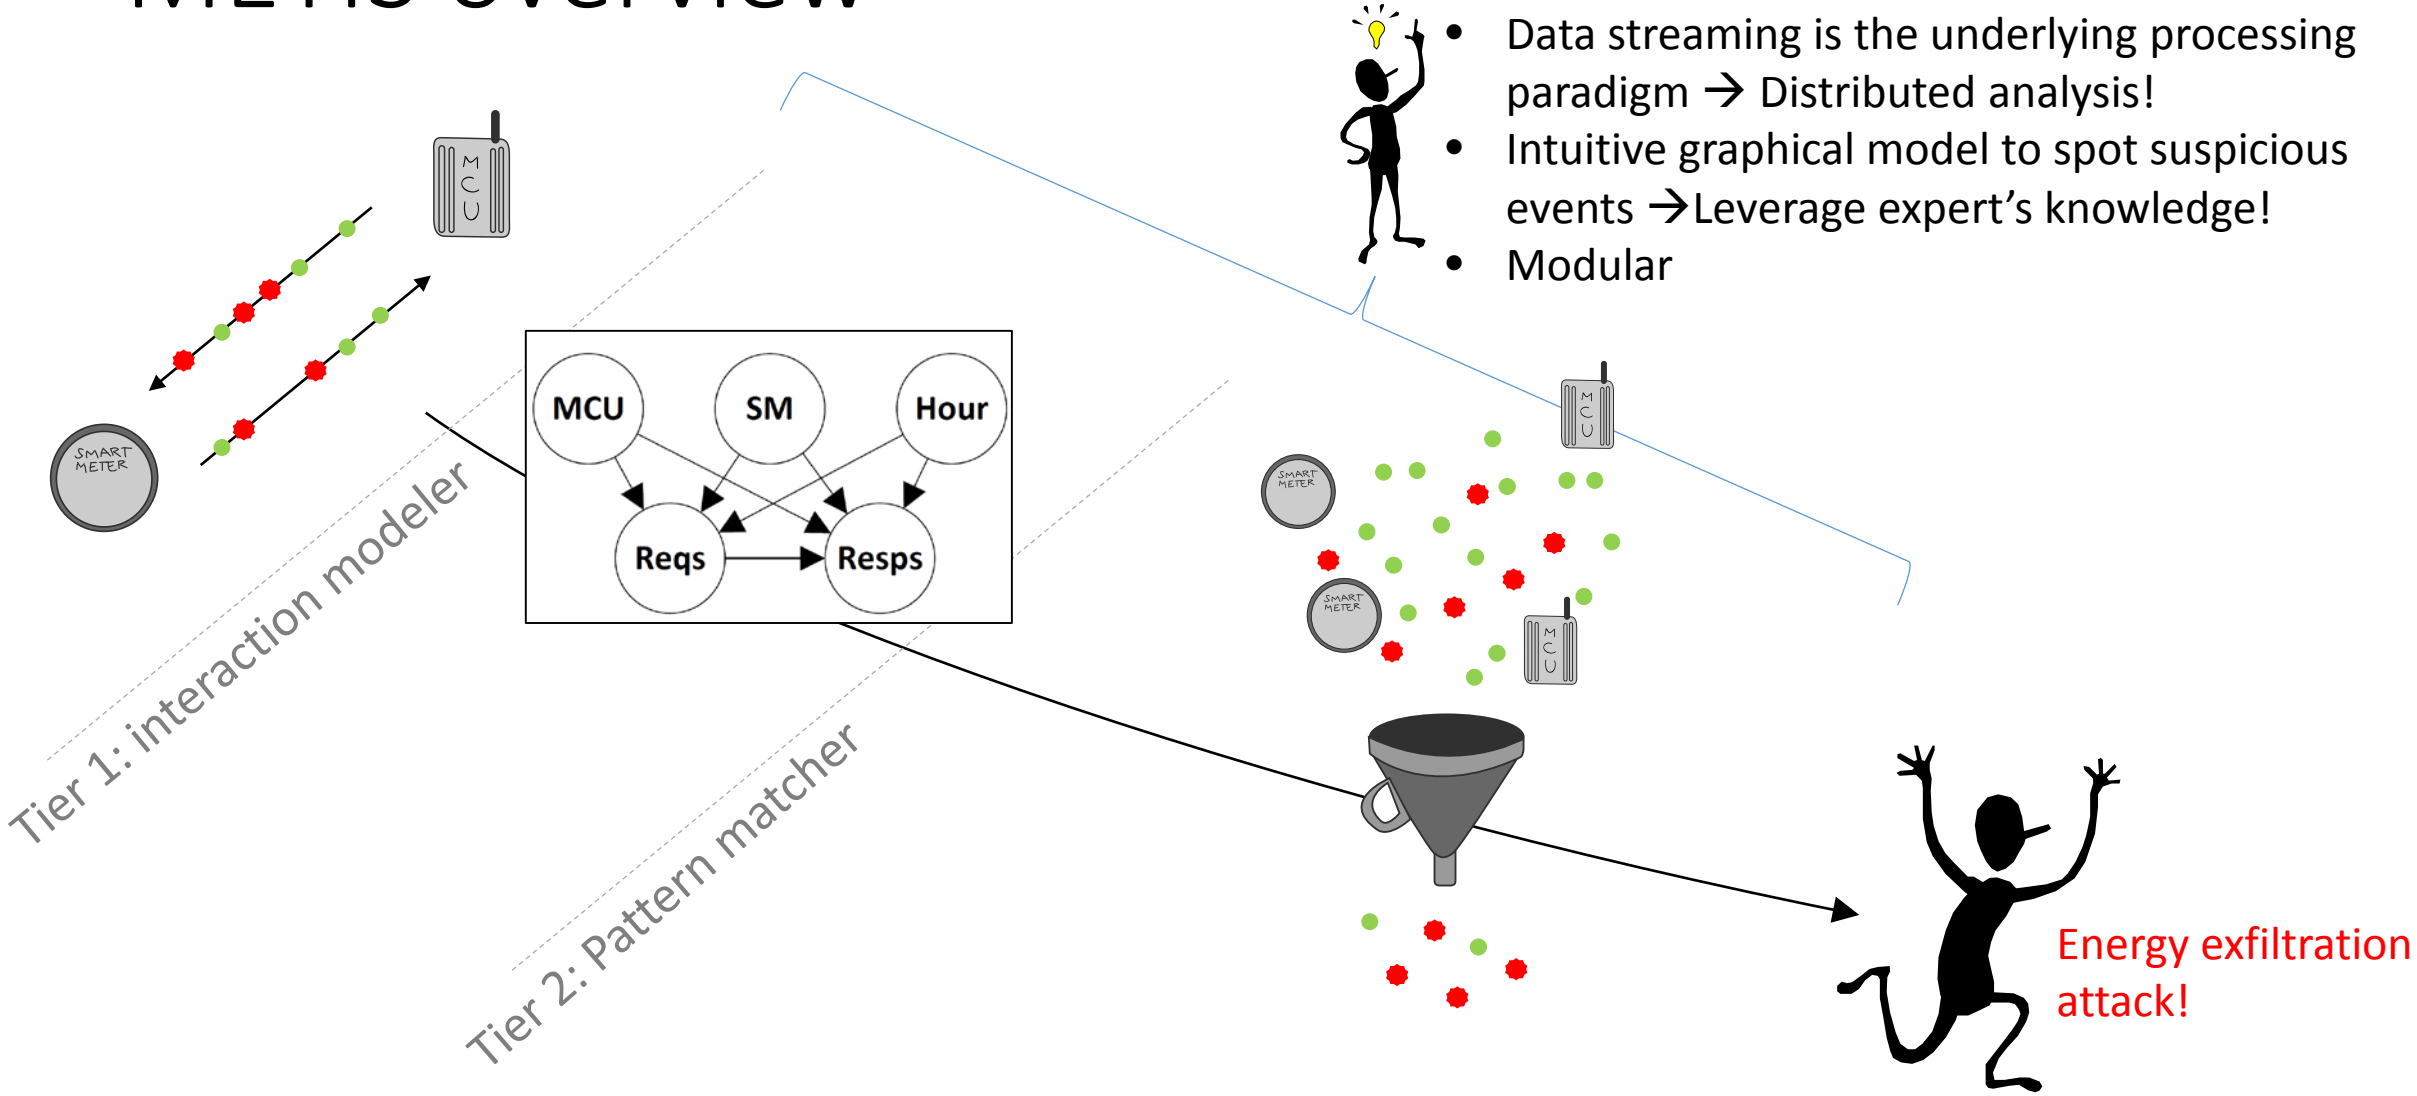 METIS overview
• Data streaming is the underlying processing
paradigm → Distributed analysis!
• Intuitive graphical model to spot suspicious
events →Leverage expert's knowledge!
• Modular
MCU
SMART
METER
Tier 1: interaction modeler
MCU
SM
Hour
Reqs
Resps
Tier 2: Pattern matcher
MCU
SMART
METER
SMART
METER
MCU
Energy exfiltration
attack!